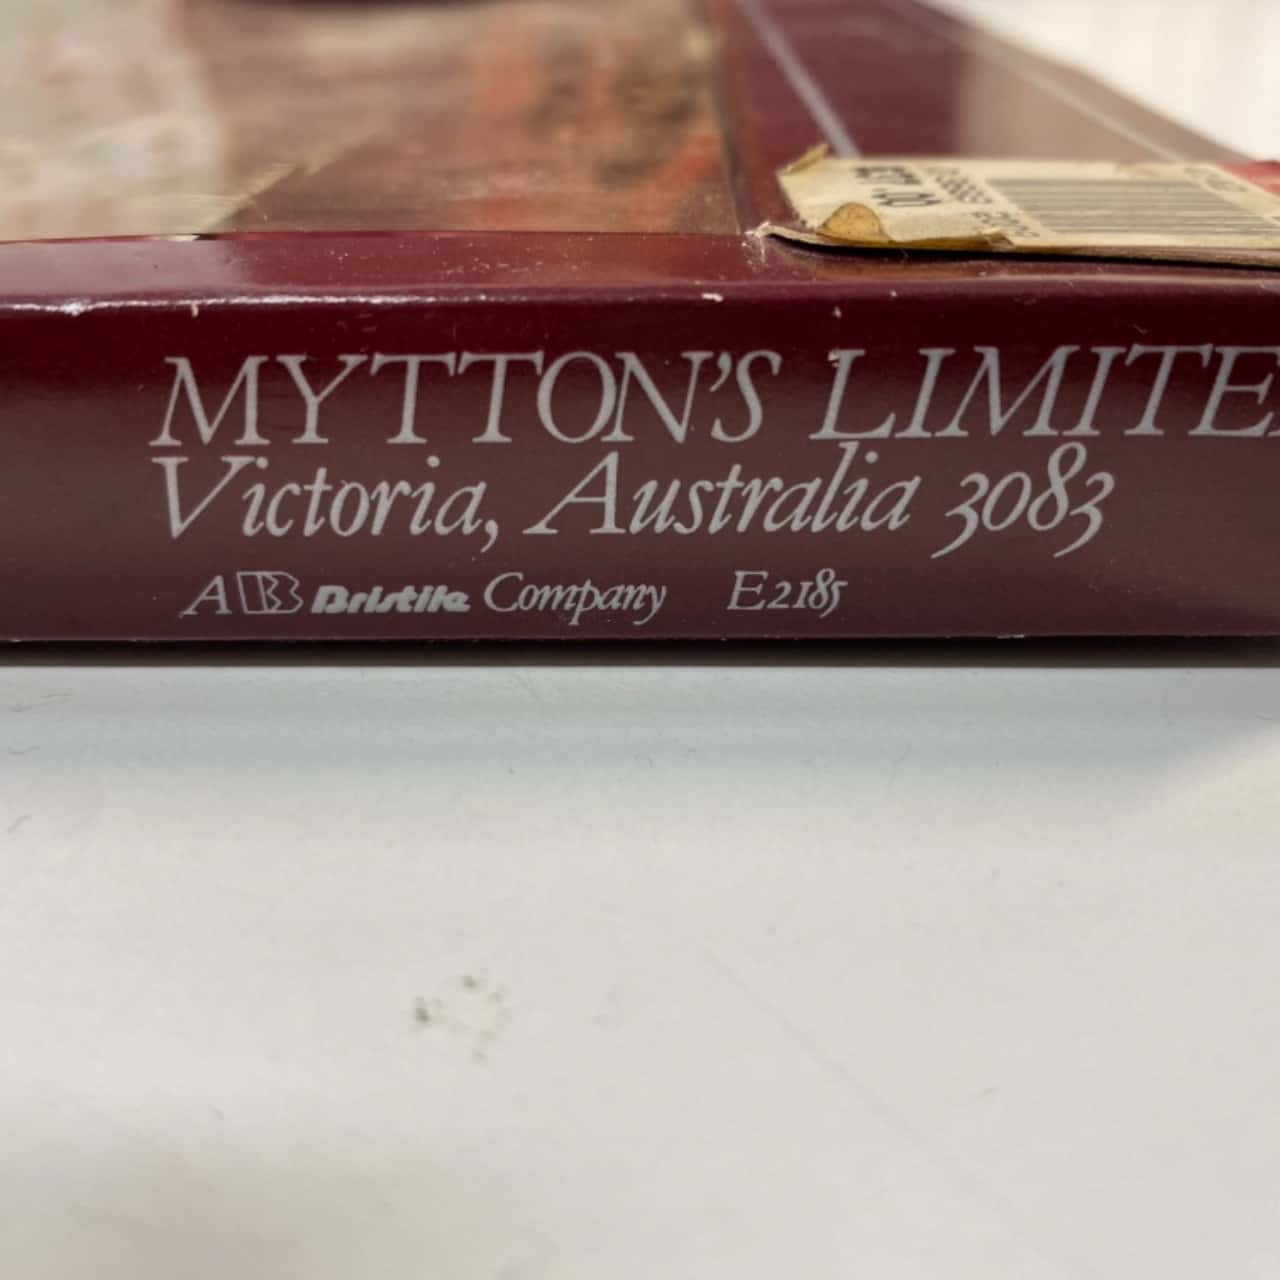 MYTTON'S LIMITE
Victoria, Australia 3083
A B Bristile Company E2185